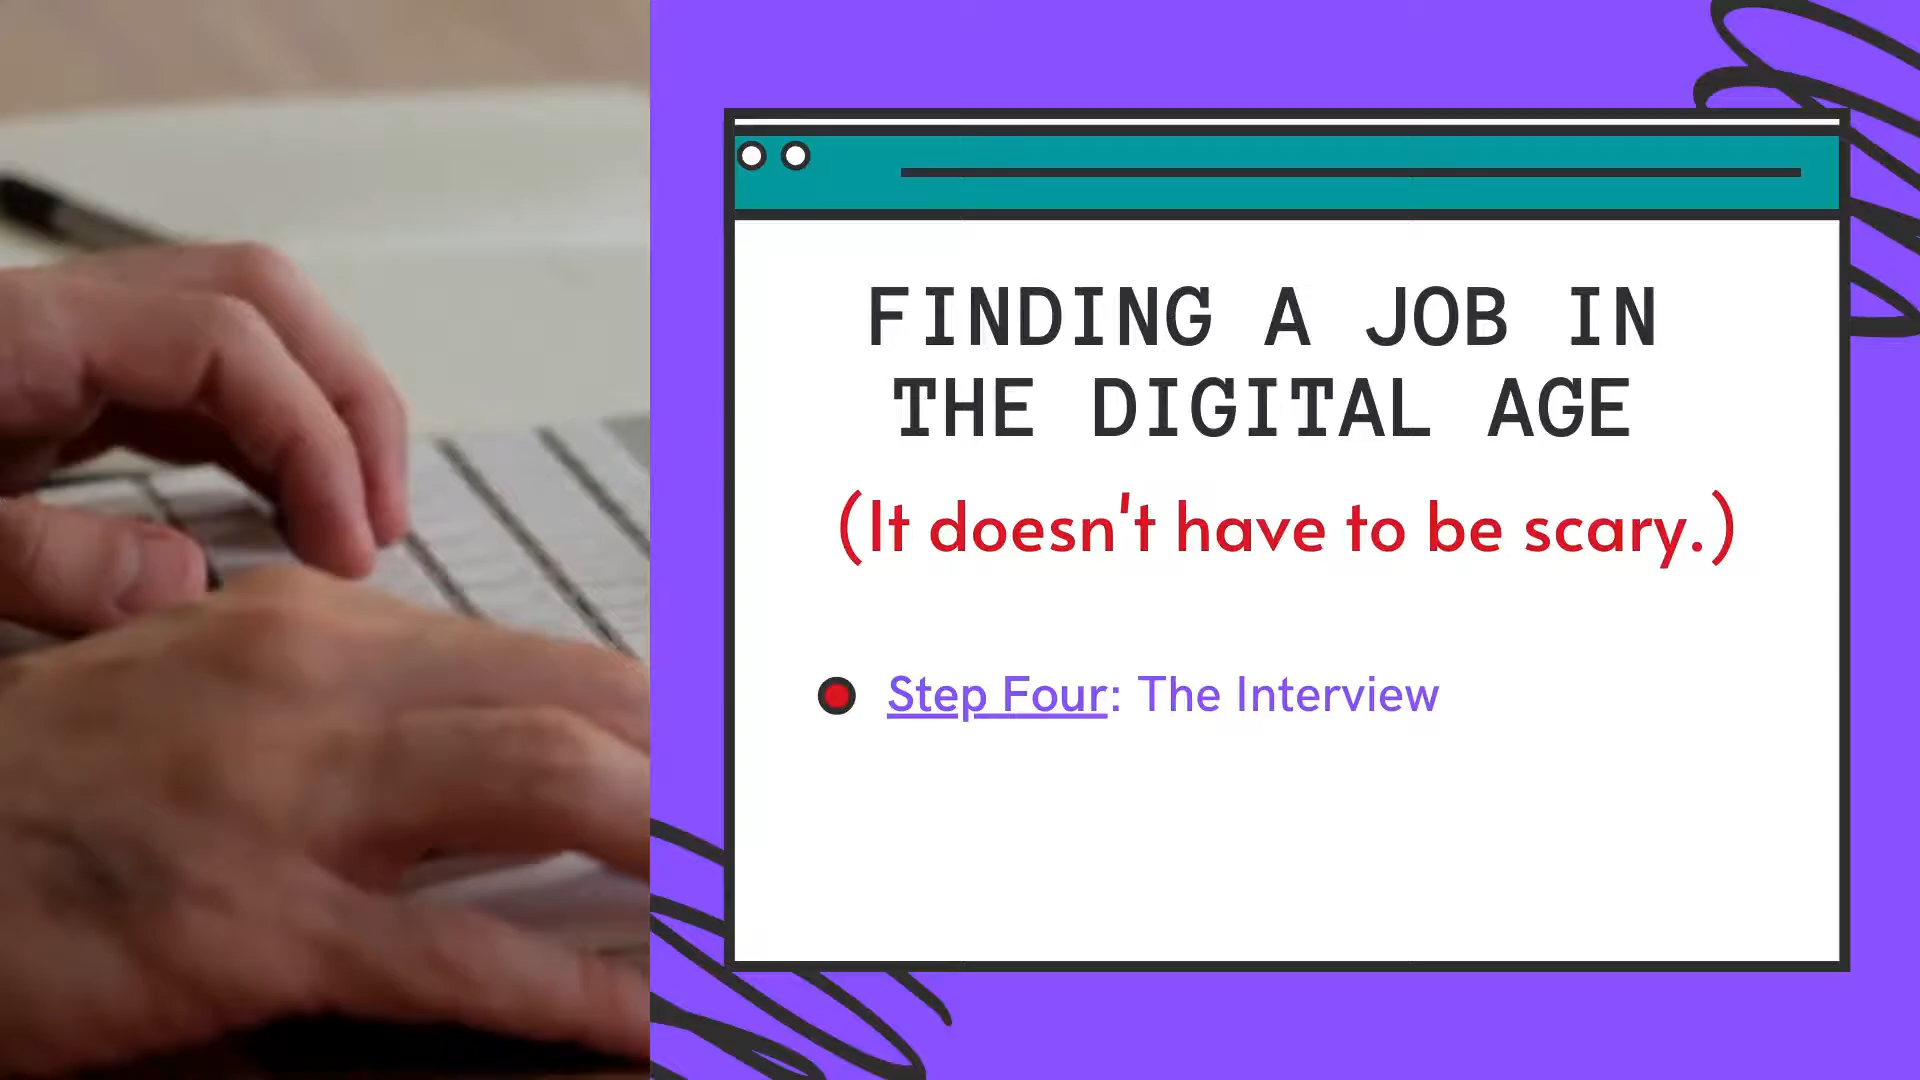 FINDING A JOB IN
THE DIGITAL AGE
(It doesn't have to be scary.)
Step Four: The Interview